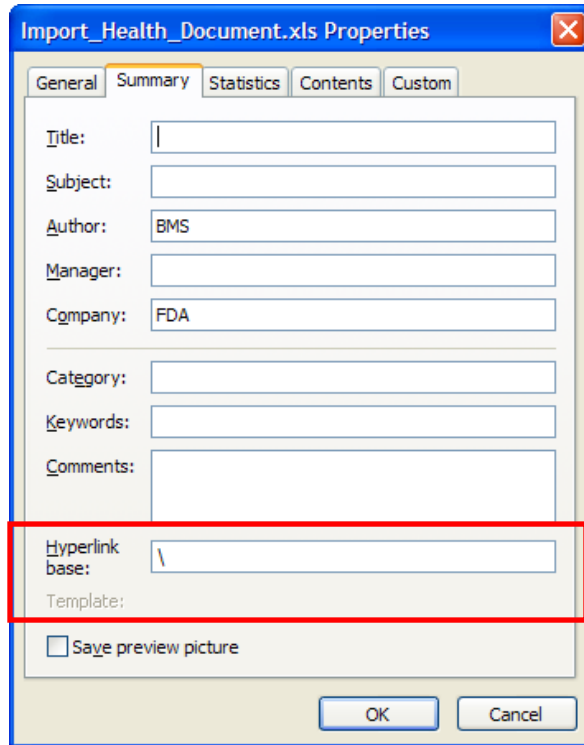 Import_Health_Document.xls Properties
General Summary Statistics Contents Custom
Title:
Subject:
Author: BMS
Manager:
Company: FDA
Category:
Keywords:
Comments:
Hyperlink
base: \
Template:
Save preview picture
OK Cancel